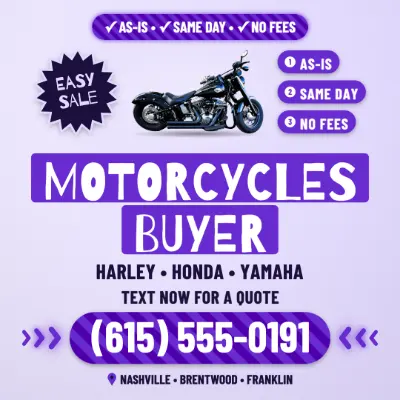 ✓AS-IS • ✓SAME DAY • ✓NO FEES
EASY
SALE
1 AS-IS
2 SAME DAY
3 NO FEES
MOTORCYCLES
BUYER
HARLEY • HONDA • YAMAHA
TEXT NOW FOR A QUOTE
(615) 555-0191
NASHVILLE • BRENTWOOD • FRANKLIN